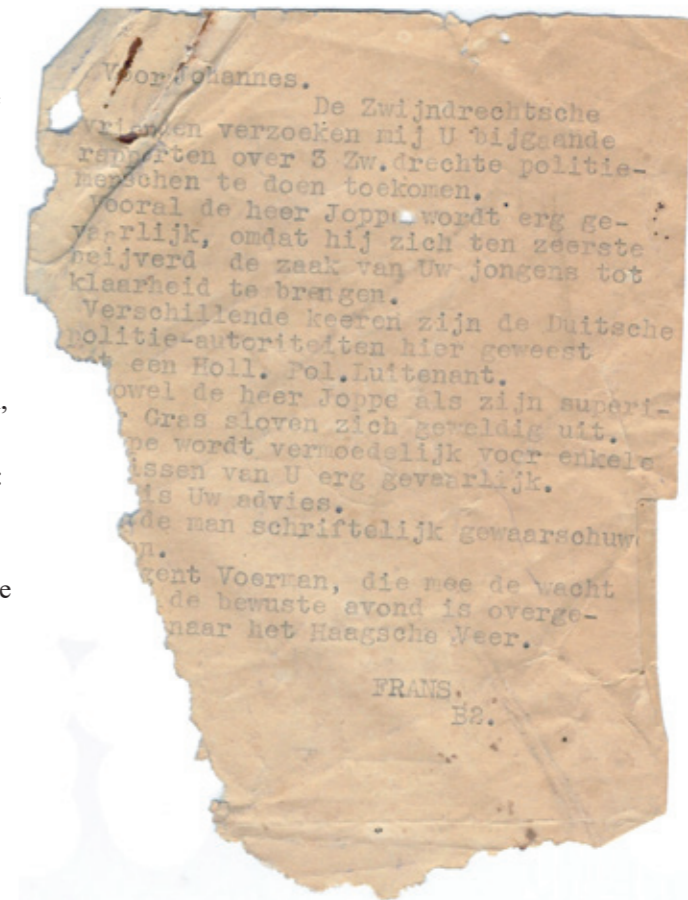 Voor Johannes.
De Zwijndrechtsche
vrienden verzoeken mij U bijgaande
rapporten over 3 Zw.drechte politie-
menschen te doen toekomen.
Vooral de heer Joppe wordt erg ge-
vaarlijk, omdat hij zich ten zeerste
beijverd de zaak van Uw jongens tot
klaarheid te brengen.
Verschillende keeren zijn de Duitsche
politie-autoriteiten hier geweest
een Holl. Pol.Luitenant.
owel de heer Joppe als zijn superi-
r Gras sloven zich geweldig uit.
pe wordt vermoedelijk voor enkele
issen van U erg gevaarlijk.
is Uw advies.
de man schriftelijk gewaarschuw
n.
gent Voerman, die mee de wacht
de bewuste avond is overge-
naar het Haagsche Veer.
FRANS.
B2.
,
e